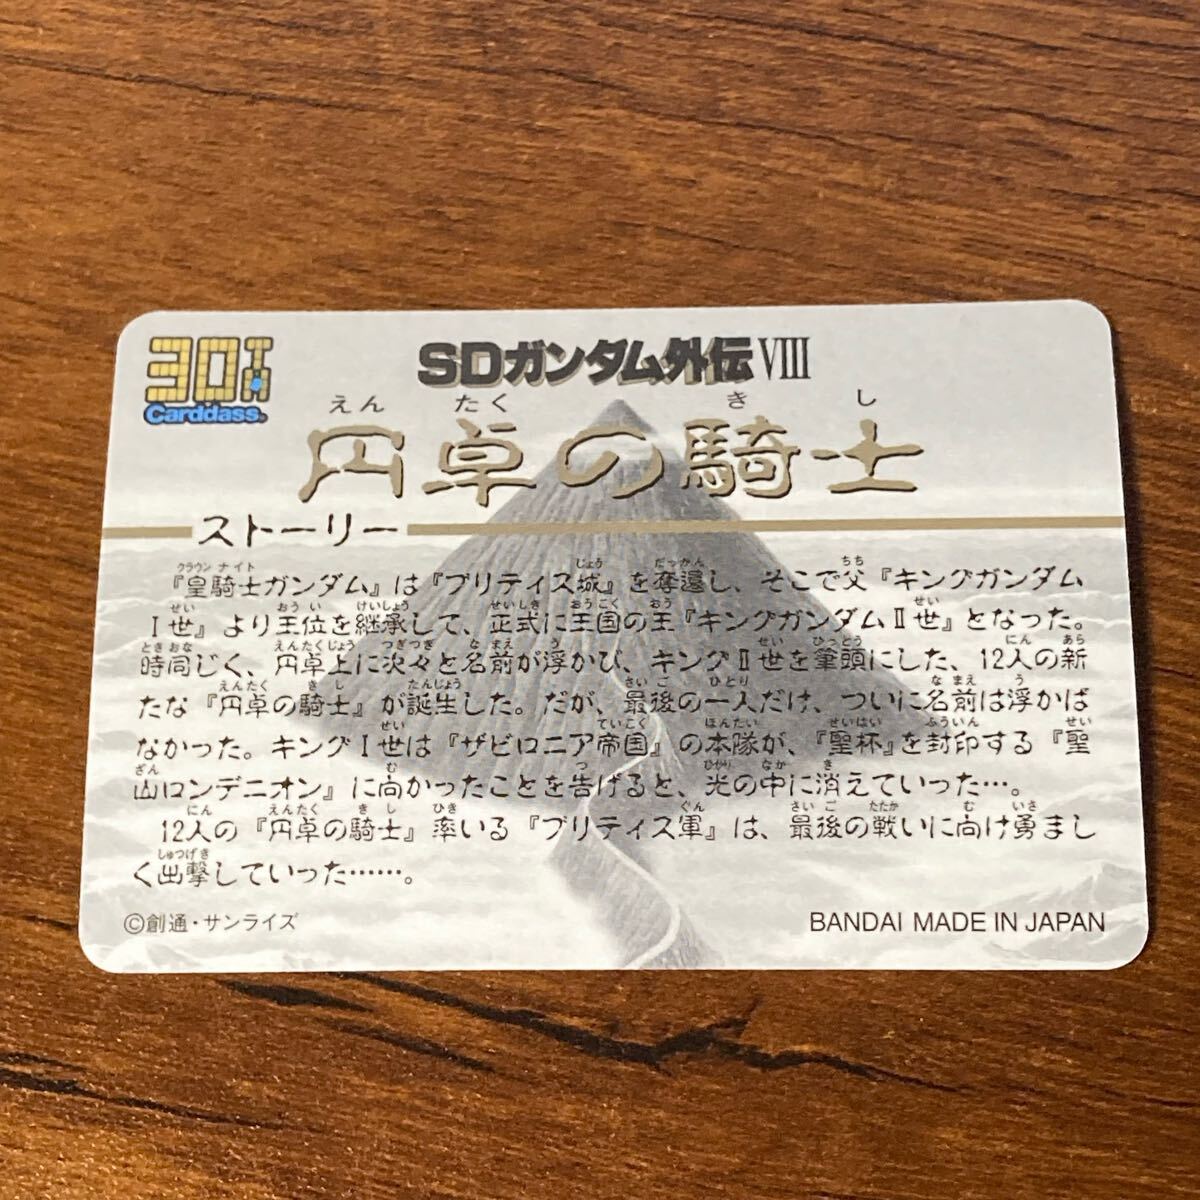 30TH
Carddass
SDガンダム外伝Ⅷ
えん たく き し
円卓の騎士
ストーリー
クラウン ナイト じょう だっかん ちち
『皇騎士ガンダム』は『ブリティス城』を奪還し、そこで父『キングガンダム
せい おう い けいしょう せいしき おうこく おう せい
Ⅰ世』より王位を継承して、正式に王国の王『キングガンダムⅡ世』となった。
ときおな えんたくじょう つぎつぎ な まえ う せい ひっとう にん あら
時同じく、円卓上に次々と名前が浮かび、キングⅡ世を筆頭にした、12人の新
えんたく き し たんじょう さい ご ひとり な まえ う
たな『円卓の騎士』が誕生した。だが、最後の一人だけ、ついに名前は浮かば
せい ていこく ほんたい せいはい ふういん せい
なかった。キングⅠ世は『ザビロニア帝国』の本隊が、『聖杯』を封印する『聖
ざん む つ ひかり なか き
山ロンデニオン』に向かったことを告げると、光の中に消えていった…。
にん えんたく き し ひき ぐん さい ご たたか む いさ
12人の『円卓の騎士』率いる『ブリティス軍』は、最後の戦いに向け勇まし
しゅつげき
く出撃していった……。
©創通・サンライズ
BANDAI MADE IN JAPAN